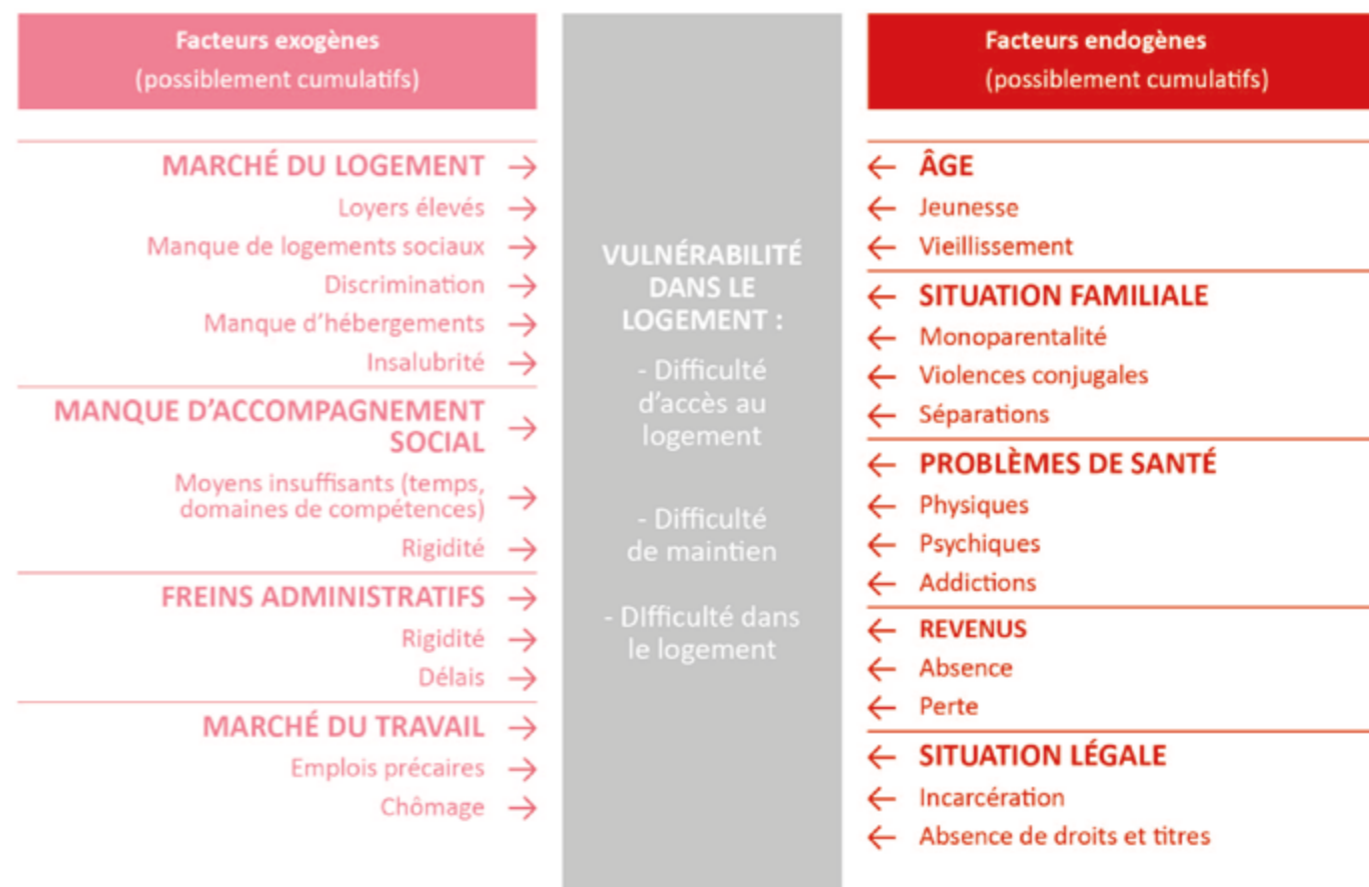 Facteurs exogènes
(possiblement cumulatifs)
MARCHÉ DU LOGEMENT →
Loyers élevés →
Manque de logements sociaux →
Discrimination →
Manque d'hébergements →
Insalubrité →
MANQUE D'ACCOMPAGNEMENT
SOCIAL →
Moyens insuffisants (temps,
domaines de compétences) →
Rigidité →
FREINS ADMINISTRATIFS →
Rigidité →
Délais →
MARCHÉ DU TRAVAIL →
Emplois précaires →
Chômage →
VULNÉRABILITÉ
DANS LE
LOGEMENT :
- Difficulté
d'accès au
logement
- Difficulté
de maintien
- DIfficulté dans
le logement
Facteurs endogènes
(possiblement cumulatifs)
← ÂGE
← Jeunesse
← Vieillissement
← SITUATION FAMILIALE
← Monoparentalité
← Violences conjugales
← Séparations
← PROBLÈMES DE SANTÉ
← Physiques
← Psychiques
← Addictions
← REVENUS
← Absence
← Perte
← SITUATION LÉGALE
← Incarcération
← Absence de droits et titres